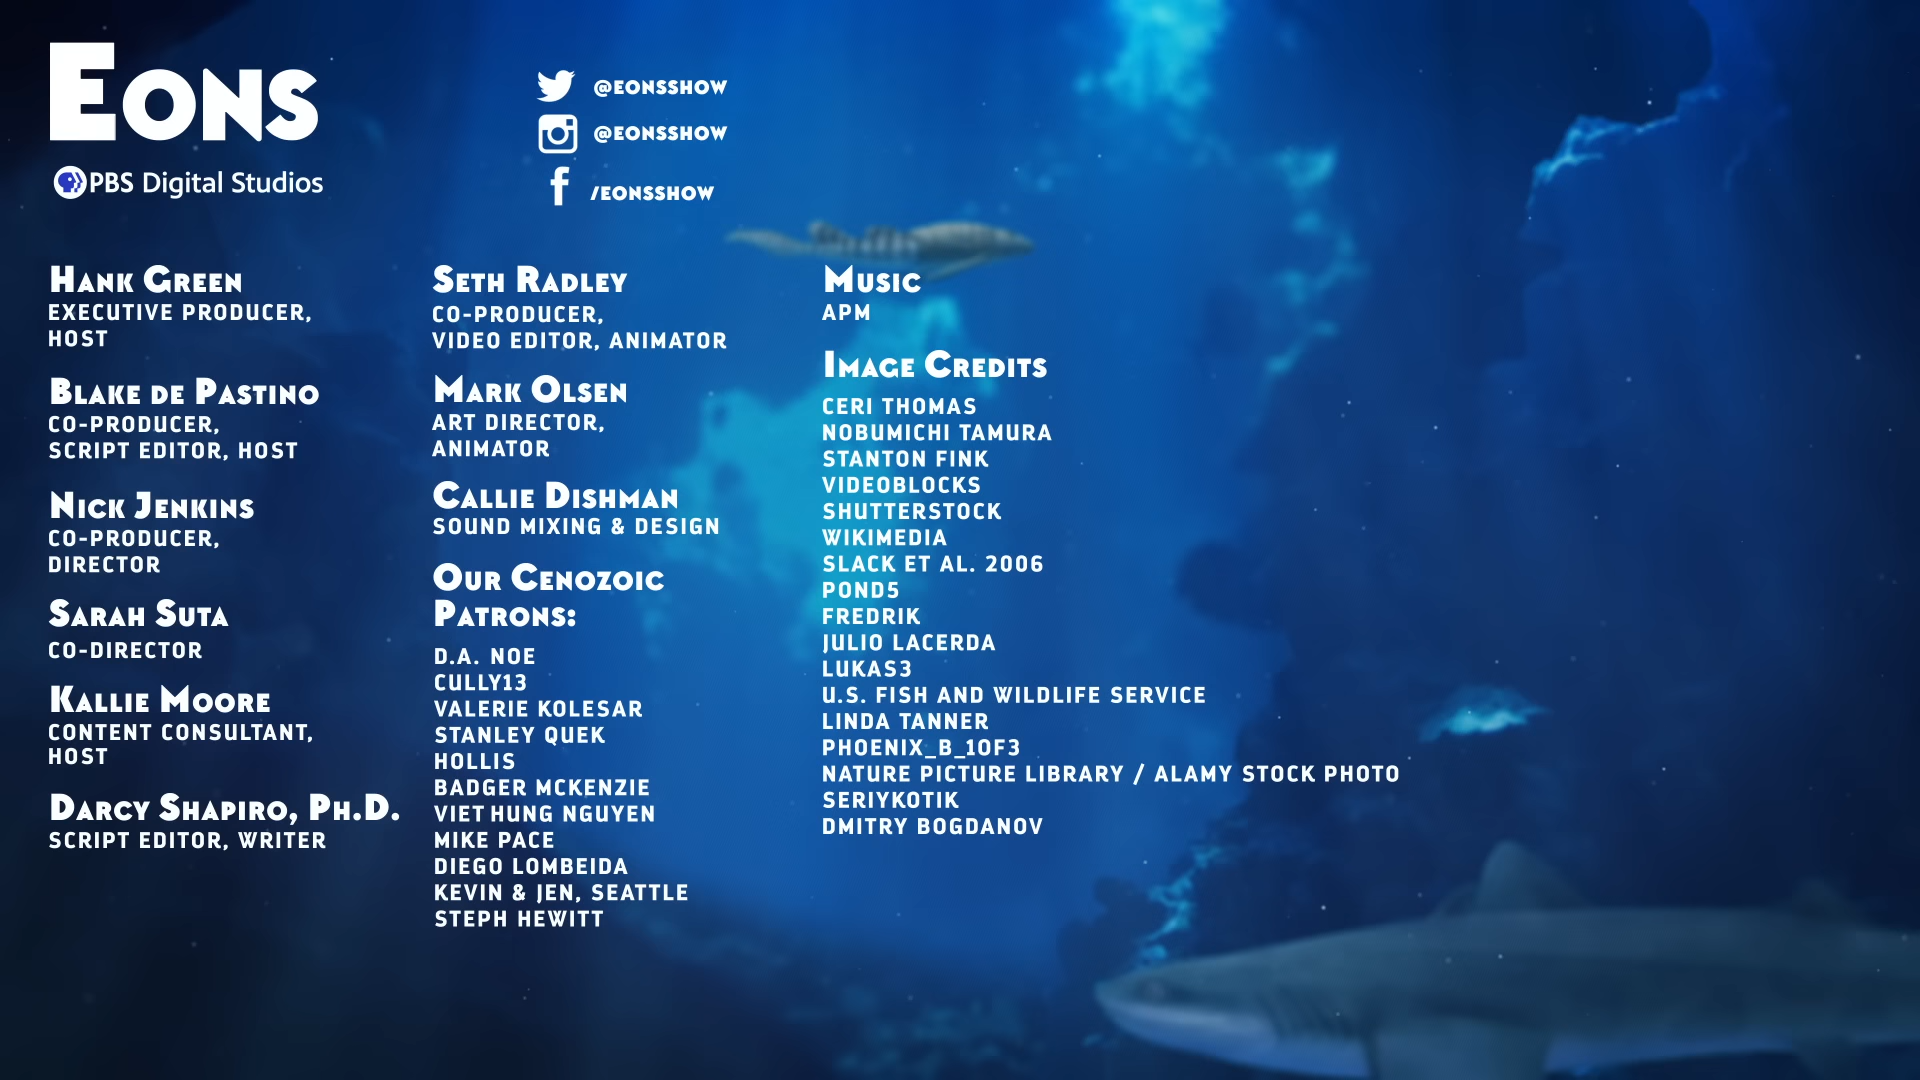 Eons
PBS Digital Studios
@EONSSHOW
@EONSSHOW
/EONSSHOW
Hank Green
EXECUTIVE PRODUCER,
HOST
Blake de Pastino
CO-PRODUCER,
SCRIPT EDITOR, HOST
Nick Jenkins
CO-PRODUCER,
DIRECTOR
Sarah Suta
CO-DIRECTOR
Kallie Moore
CONTENT CONSULTANT,
HOST
Darcy Shapiro, Ph.D.
SCRIPT EDITOR, WRITER
Seth Radley
CO-PRODUCER,
VIDEO EDITOR, ANIMATOR
Mark Olsen
ART DIRECTOR,
ANIMATOR
Callie Dishman
SOUND MIXING & DESIGN
Our Cenozoic
Patrons:
D.A. NOE
CULLY13
VALERIE KOLESAR
STANLEY QUEK
HOLLIS
BADGER MCKENZIE
VIET HUNG NGUYEN
MIKE PACE
DIEGO LOMBEIDA
KEVIN & JEN, SEATTLE
STEPH HEWITT
Music
APM
Image Credits
CERI THOMAS
NOBUMICHI TAMURA
STANTON FINK
VIDEOBLOCKS
SHUTTERSTOCK
WIKIMEDIA
SLACK ET AL. 2006
POND5
FREDRIK
JULIO LACERDA
LUKAS3
U.S. FISH AND WILDLIFE SERVICE
LINDA TANNER
PHOENIX_B_1OF3
NATURE PICTURE LIBRARY / ALAMY STOCK PHOTO
SERIYKOTIK
DMITRY BOGDANOV